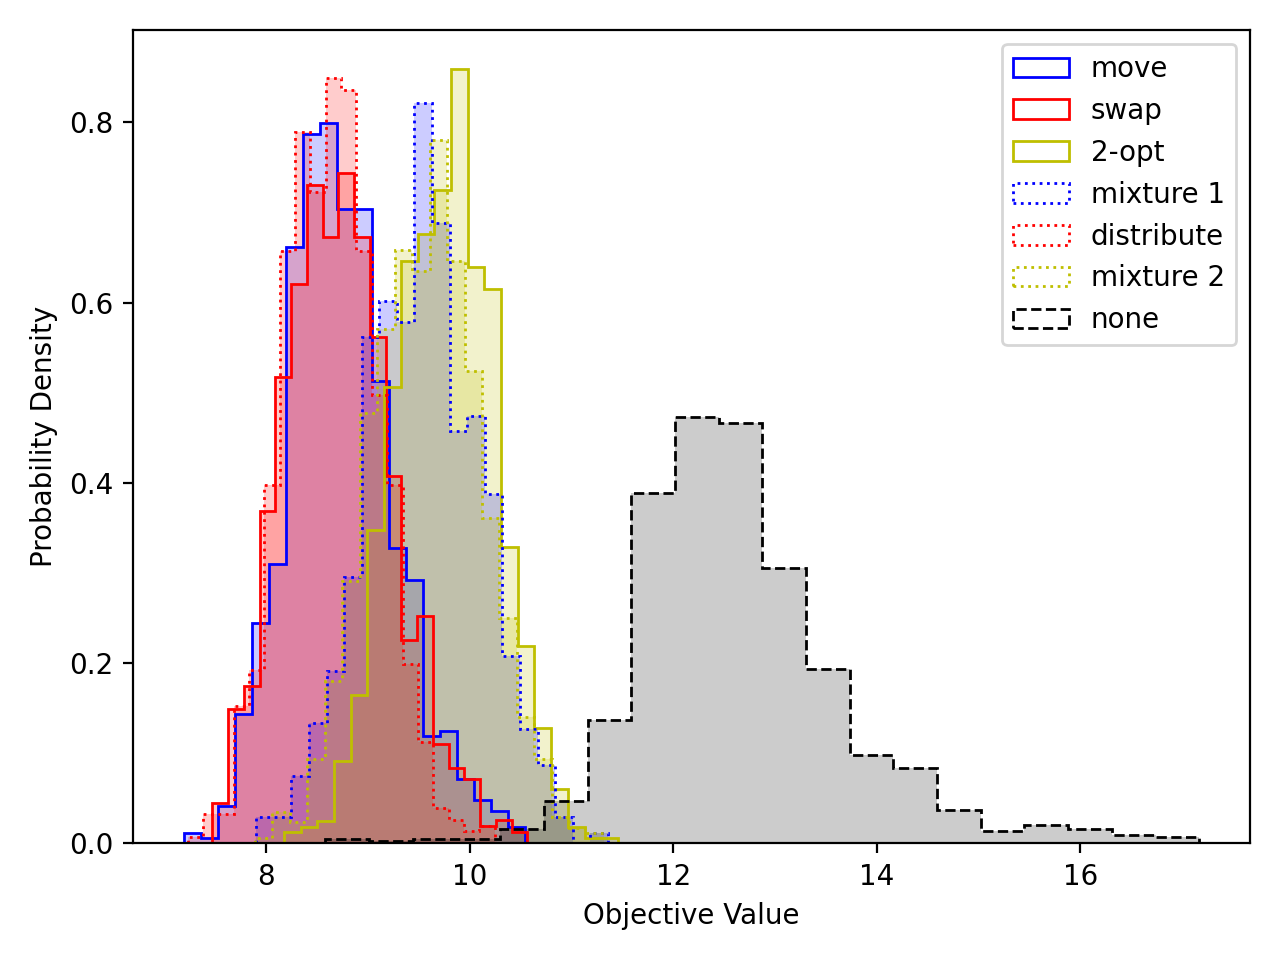 move
swap
2-opt
mixture 1
distribute
mixture 2
none
Probability Density
0.8
0.6
0.4
0.2
0.0
8 10 12 14 16
Objective Value